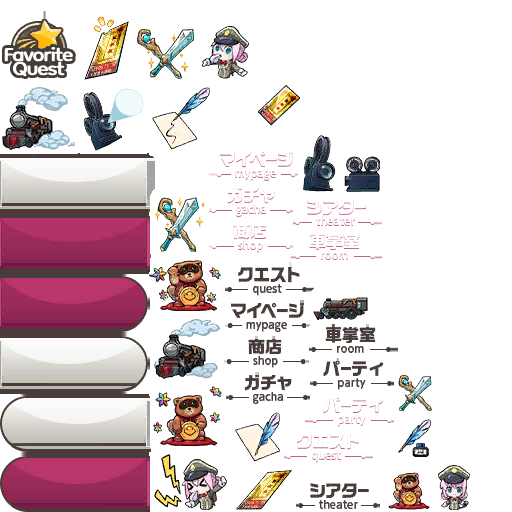 Favorite
Quest
マイページ
mypage
ガチャ
gacha
シアター
theater
商店
shop
車掌室
room
クエスト
quest
マイページ
mypage
車掌室
room
商店
shop
パーティ
party
ガチャ
gacha
パーティ
party
クエスト
quest
シアター
theater